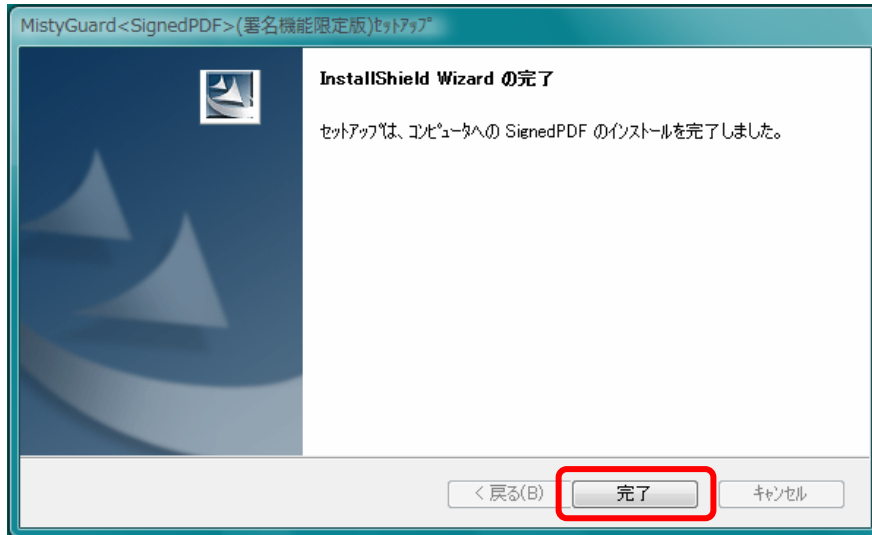 MistyGuard<SignedPDF>(署名機能限定版)ｾｯﾄｱｯﾌﾟ
InstallShield Wizard の完了
ｾｯﾄｱｯﾌﾟは、ｺﾝﾋﾟｭｰﾀへの SignedPDF のｲﾝｽﾄｰﾙを完了しました。
< 戻る(B)
完了
ｷｬﾝｾﾙ